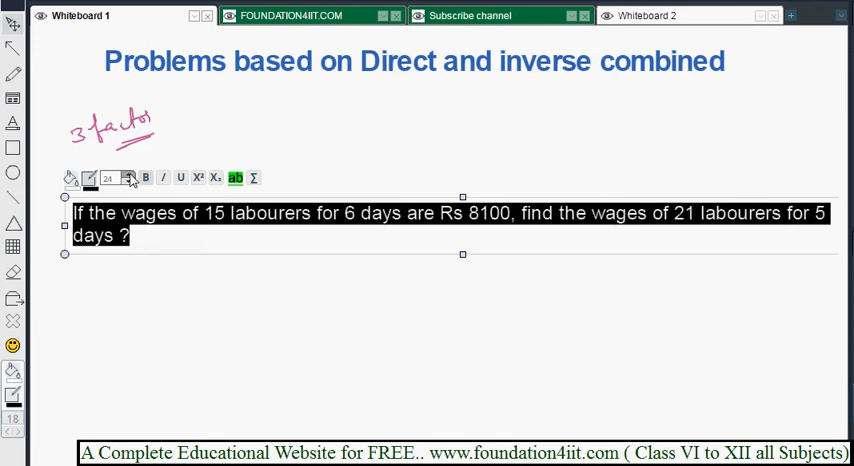 Whiteboard 1
FOUNDATION4IIT.COM
Subscribe channel
Whiteboard 2
Problems based on Direct and inverse combined
3 factor
24
B I U X² X₂ ab Σ
If the wages of 15 labourers for 6 days are Rs 8100, find the wages of 21 labourers for 5
days ?
18
A Complete Educational Website for FREE.. www.foundation4iit.com ( Class VI to XII all Subjects)